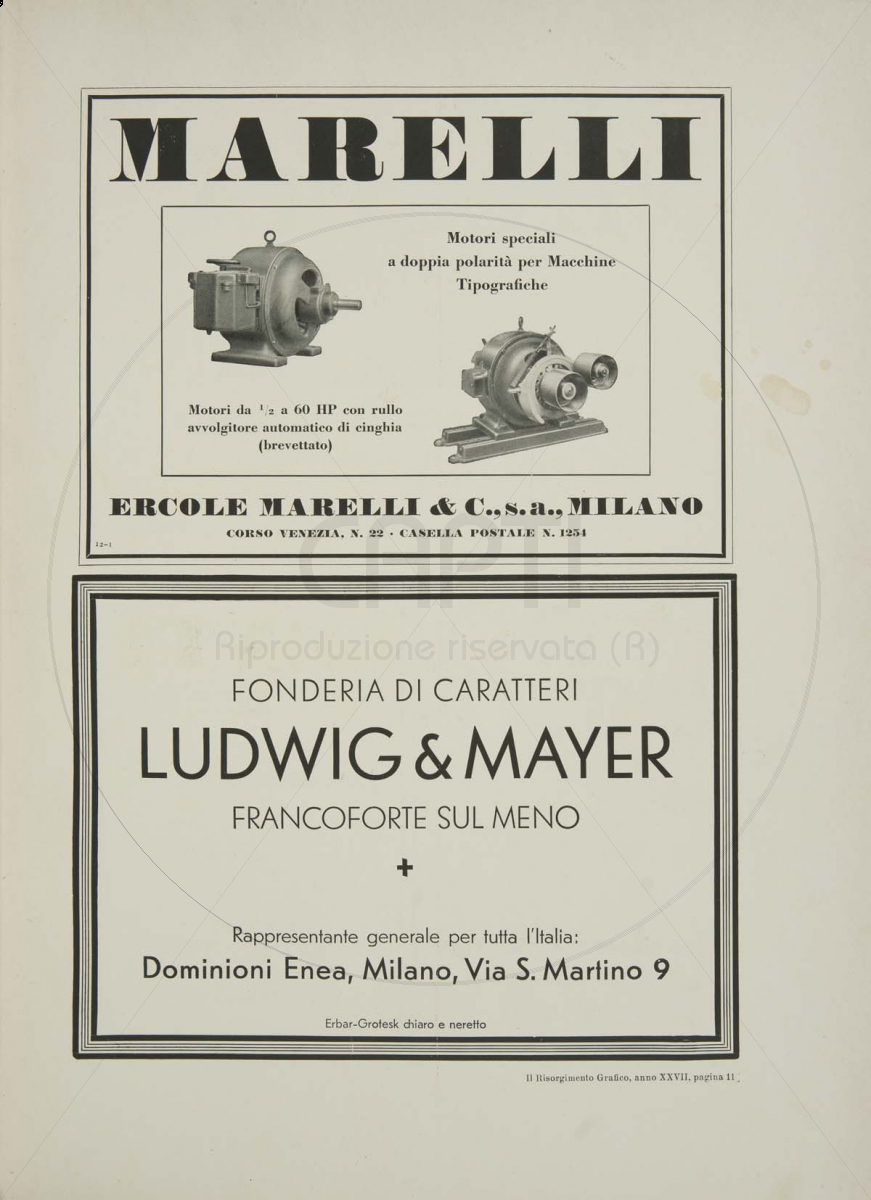 MARELLI
Motori speciali
a doppia polarità per Macchine
Tipografiche
Motori da 1/2 a 60 HP con rullo
avvolgitore automatico di cinghia
(brevettato)
ERCOLE MARELLI & C., s. a., MILANO
CORSO VENEZIA, N. 22 · CASELLA POSTALE N. 1254
12-1
CAPTI
Riproduzione riservata (R)
FONDERIA DI CARATTERI
LUDWIG & MAYER
FRANCOFORTE SUL MENO
+
Rappresentante generale per tutta l'Italia:
Dominioni Enea, Milano, Via S. Martino 9
Erbar-Grotesk chiaro e neretto
Il Risorgimento Grafico, anno XXVII, pagina 11